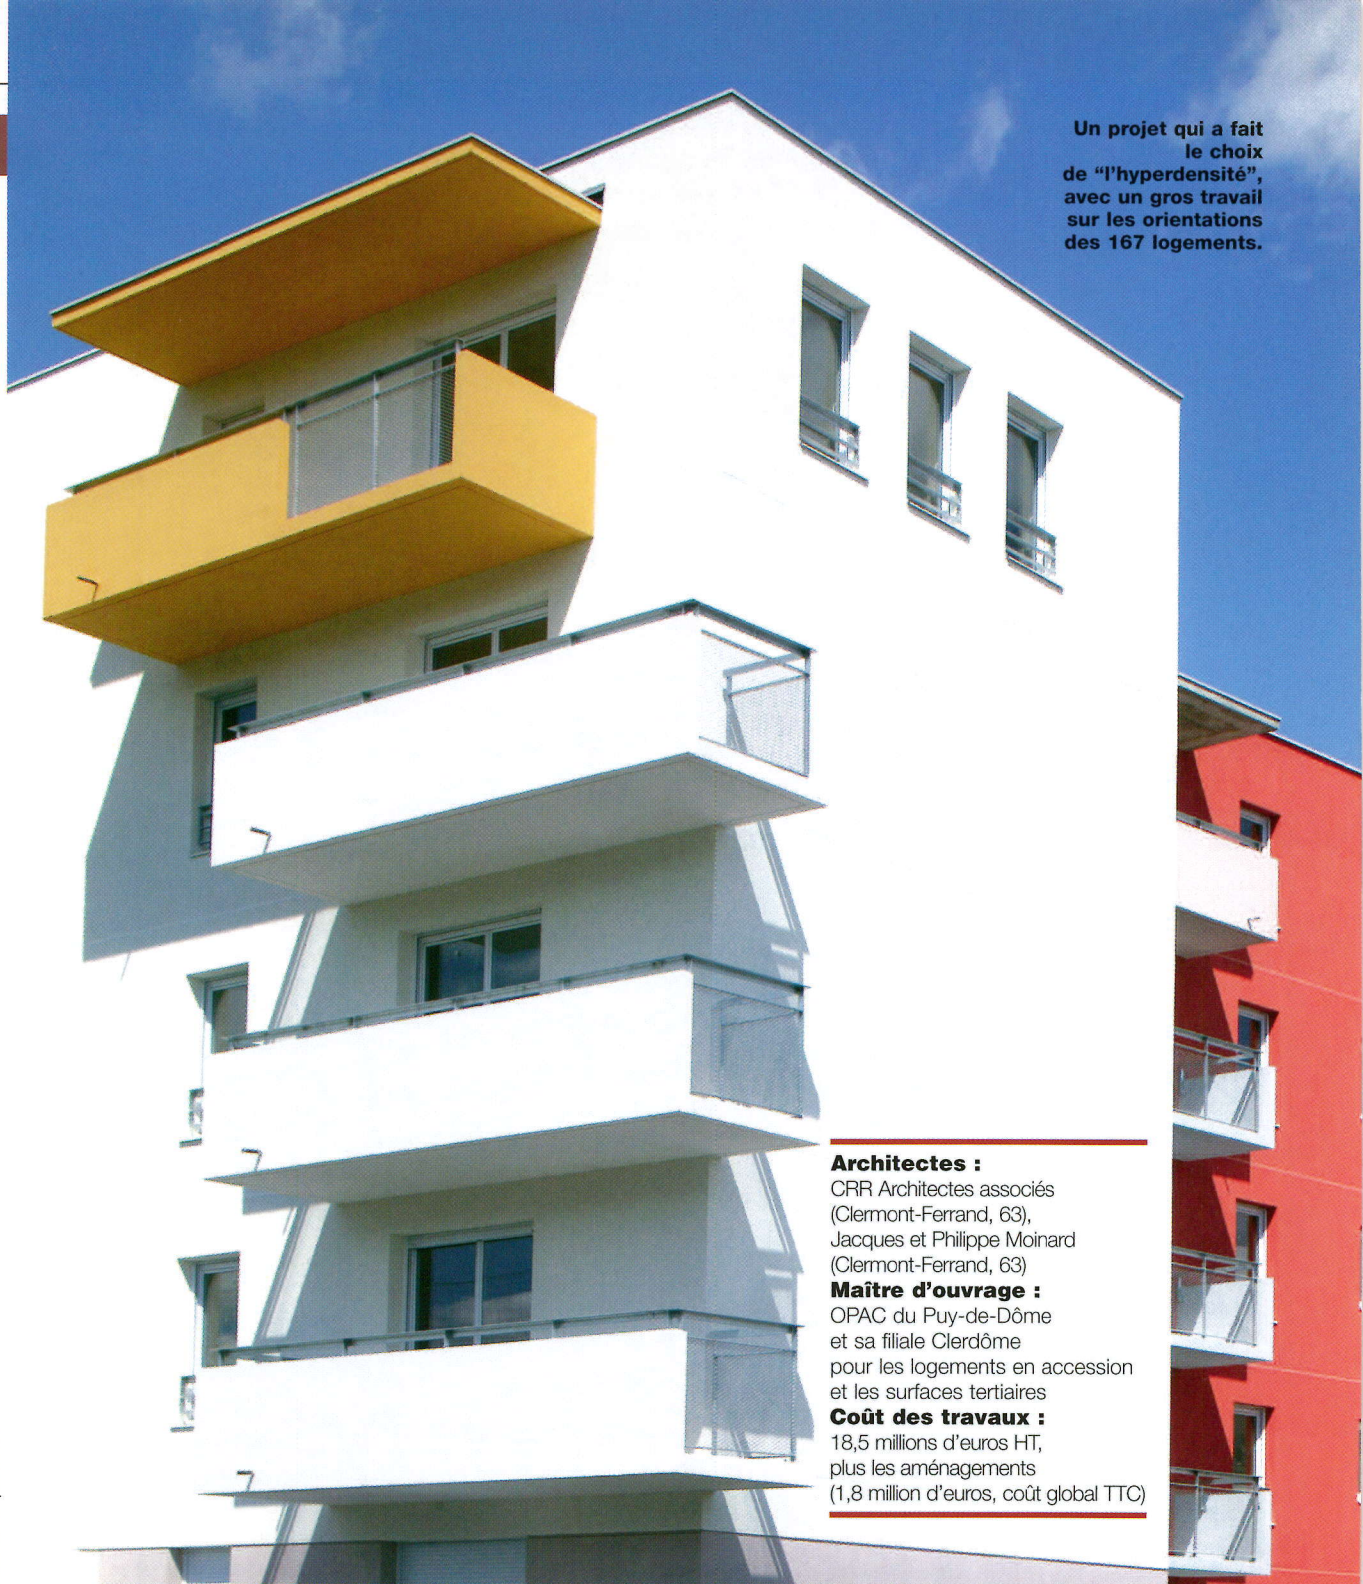 Un projet qui a fait
le choix
de “l’hyperdensité”,
avec un gros travail
sur les orientations
des 167 logements.
Architectes :
CRR Architectes associés
(Clermont-Ferrand, 63),
Jacques et Philippe Moinard
(Clermont-Ferrand, 63)
Maître d’ouvrage :
OPAC du Puy-de-Dôme
et sa filiale Clerdôme
pour les logements en accession
et les surfaces tertiaires
Coût des travaux :
18,5 millions d’euros HT,
plus les aménagements
(1,8 million d’euros, coût global TTC)